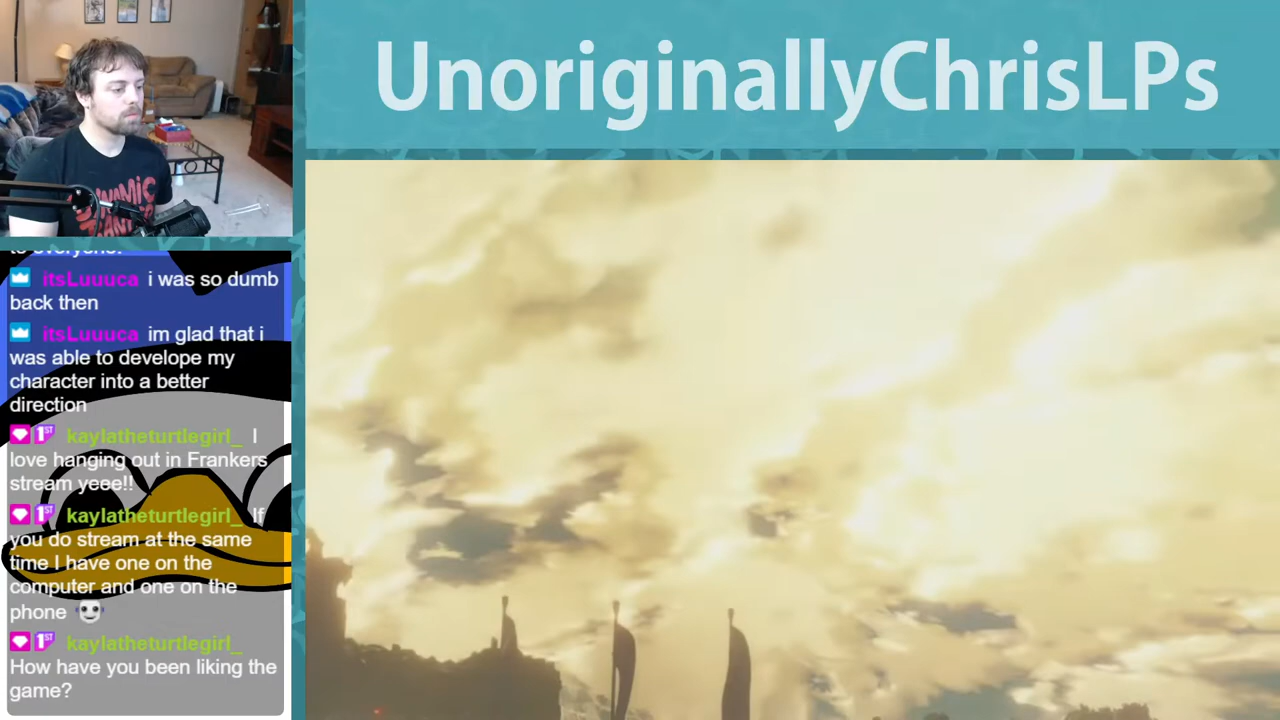 UnoriginallyChrisLPs
to everyone!
itsLuuuca i was so dumb
back then
itsLuuuca im glad that i
was able to develope my
character into a better
direction
kaylatheturtlegirl_ I
love hanging out in Frankers
stream yeee!!
kaylatheturtlegirl_ If
you do stream at the same
time I have one on the
computer and one on the
phone
kaylatheturtlegirl_
How have you been liking the
game?